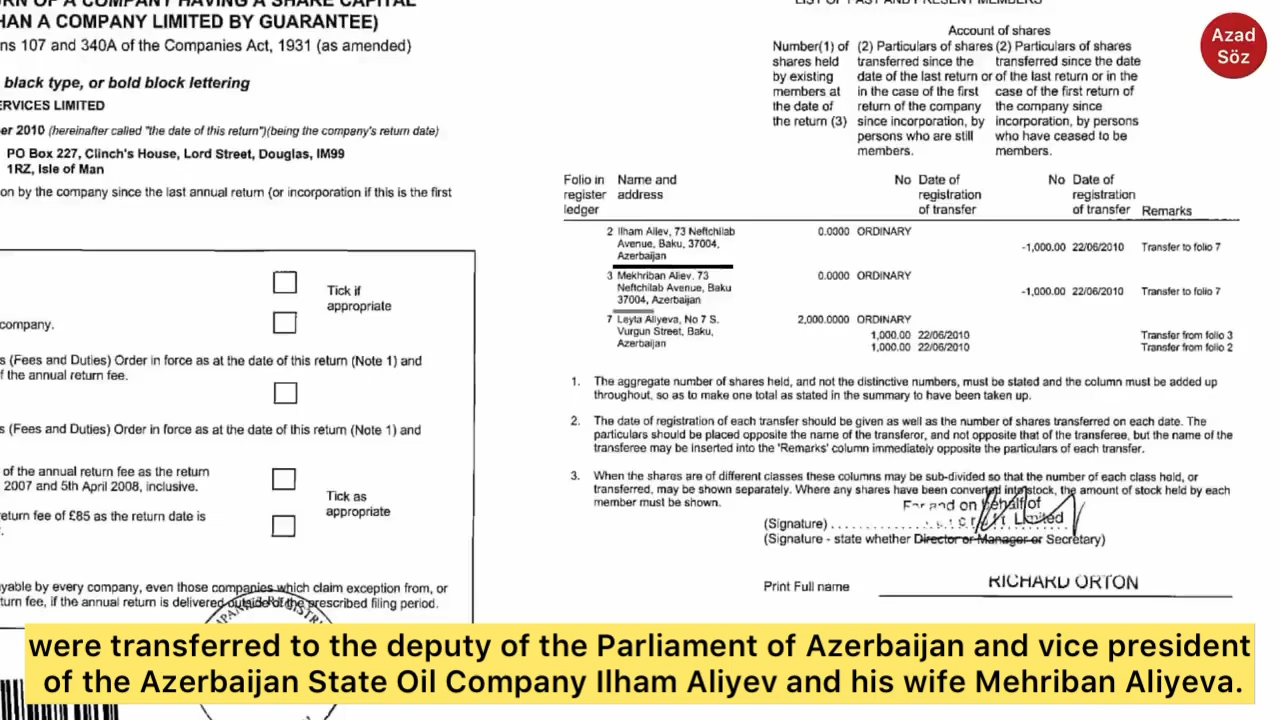 RN OF A COMPANY HAVING A SHARE CAPITAL
HAN A COMPANY LIMITED BY GUARANTEE)
ns 107 and 340A of the Companies Act, 1931 (as amended)
black type, or bold block lettering
ERVICES LIMITED
er 2010 (hereinafter called "the date of this return")(being the company's return date)
PO Box 227, Clinch's House, Lord Street, Douglas, IM99
1RZ, Isle of Man
on by the company since the last annual return (or incorporation if this is the first
Tick if
appropriate
company.
s (Fees and Duties) Order in force as at the date of this return (Note 1) and
f the annual return fee.
s (Fees and Duties) Order in force as at the date of this return (Note 1) and
of the annual return fee as the return
2007 and 5th April 2008, inclusive.
Tick as
appropriate
eturn fee of £85 as the return date is
yable by every company, even those companies which claim exception from, or
turn fee, if the annual return is delivered outside of the prescribed filing period.
LIST OF PAST AND PRESENT MEMBERS
Account of shares
Number(1) of (2) Particulars of shares (2) Particulars of shares
shares held transferred since the transferred since the date
by existing date of the last return or of the last return or in the
members at in the case of the first case of the first return of
the date of return of the company the company since
the return (3) since incorporation, by incorporation, by persons
persons who are still who have ceased to be
members. members.
Folio in Name and No Date of No Date of
register address registration registration
ledger of transfer of transfer Remarks
2 Ilham Aliev, 73 Neftchilab 0.0000 ORDINARY
Avenue, Baku, 37004, -1,000.00 22/06/2010 Transfer to folio 7
Azerbaijan
3 Mekhriban Aliev, 73 0.0000 ORDINARY
Neftchilab Avenue, Baku -1,000.00 22/06/2010 Transfer to folio 7
37004, Azerbaijan
7 Leyla Aliyeva, No 7 S. 2,000.0000 ORDINARY
Vurgun Street, Baku, 1,000.00 22/06/2010 Transfer from folio 3
Azerbaijan 1,000.00 22/06/2010 Transfer from folio 2
1. The aggregate number of shares held, and not the distinctive numbers, must be stated and the column must be added up
throughout, so as to make one total as stated in the summary to have been taken up.
2. The date of registration of each transfer should be given as well as the number of shares transferred on each date. The
particulars should be placed opposite the name of the transferor, and not opposite that of the transferee, but the name of the
transferee may be inserted into the 'Remarks' column immediately opposite the particulars of each transfer.
3. When the shares are of different classes these columns may be sub-divided so that the number of each class held, or
transferred, may be shown separately. Where any shares have been converted into stock, the amount of stock held by each
member must be shown.
For and on behalf of
(Signature) Limited
(Signature - state whether Director or Manager or Secretary)
Print Full name RICHARD ORTON
Azad
Söz
were transferred to the deputy of the Parliament of Azerbaijan and vice president
of the Azerbaijan State Oil Company Ilham Aliyev and his wife Mehriban Aliyeva.